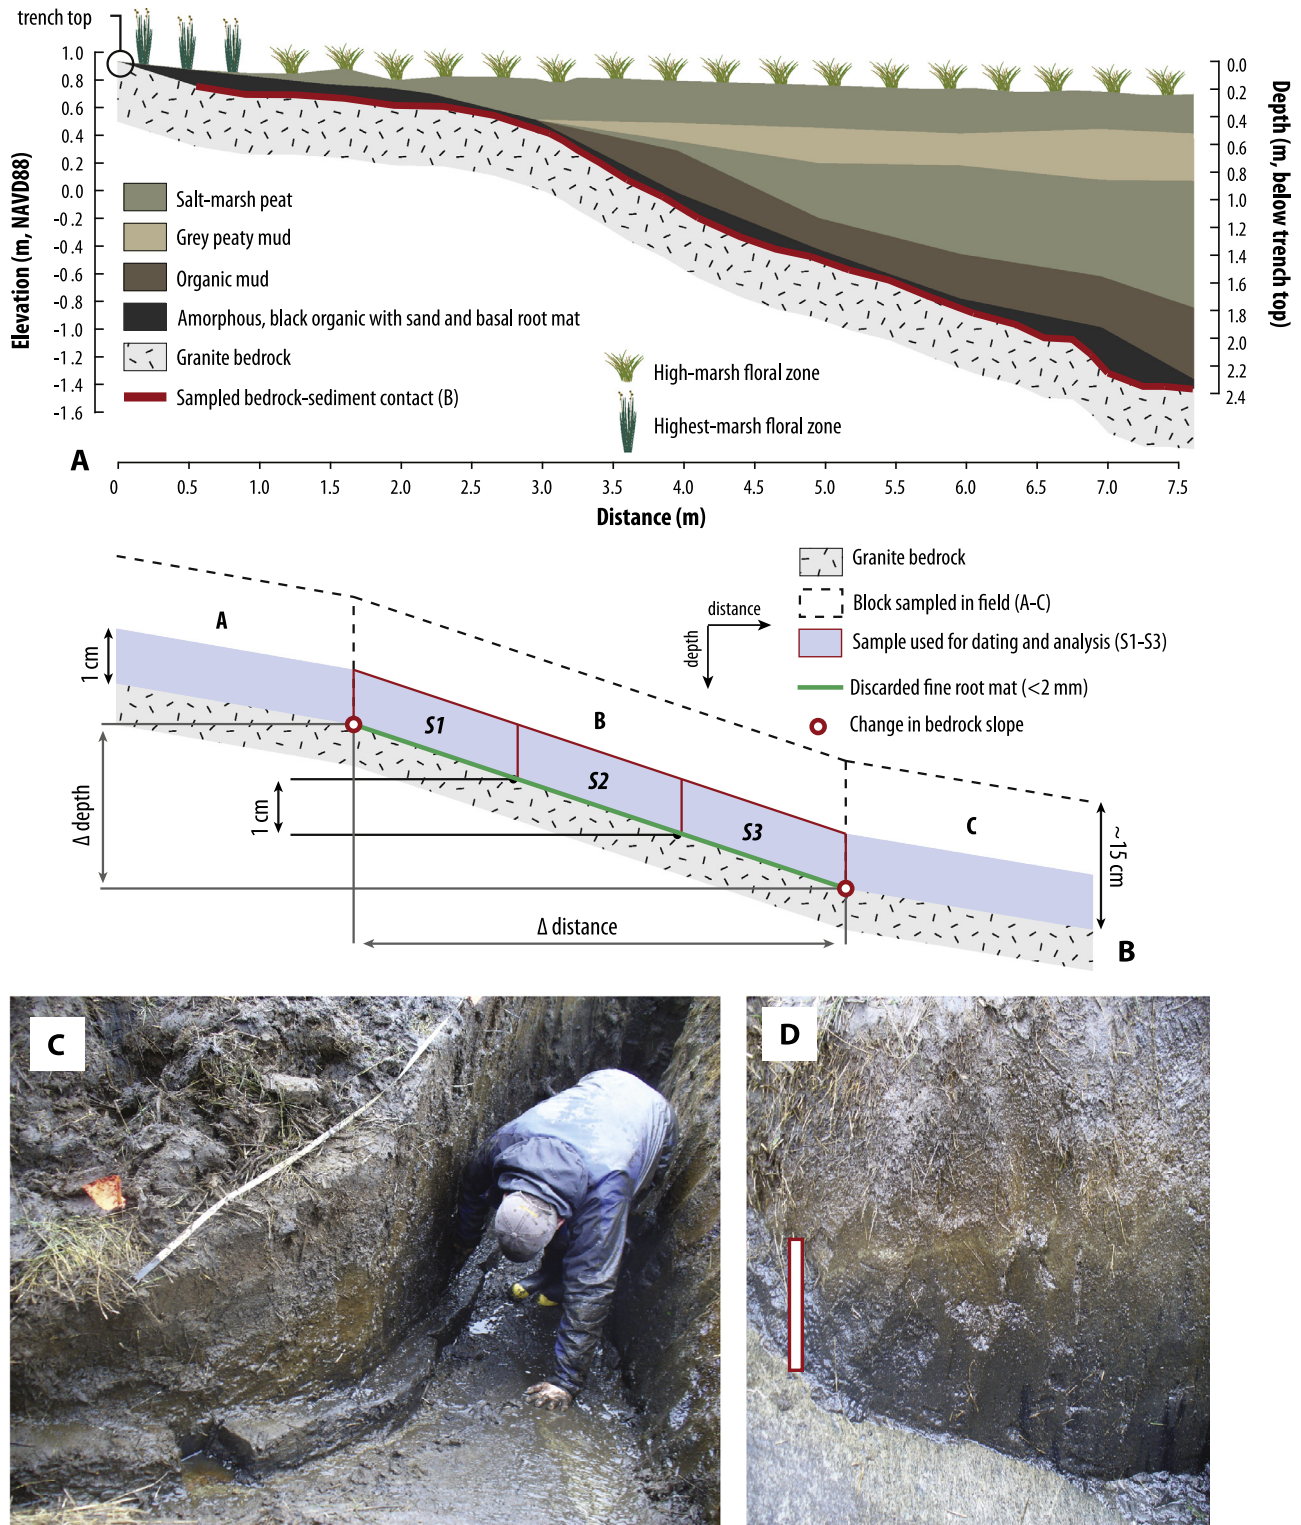 trench top
1.0
0.8
0.6
0.4
0.2
0.0
-0.2
-0.4
-0.6
-0.8
-1.0
-1.2
-1.4
-1.6
Elevation (m, NAVD88)
0.0
0.2
0.4
0.6
0.8
1.0
1.2
1.4
1.6
1.8
2.0
2.2
2.4
Depth (m, below trench top)
Salt-marsh peat
Grey peaty mud
Organic mud
Amorphous, black organic with sand and basal root mat
Granite bedrock
Sampled bedrock-sediment contact (B)
High-marsh floral zone
Highest-marsh floral zone
A
0 0.5 1.0 1.5 2.0 2.5 3.0 3.5 4.0 4.5 5.0 5.5 6.0 6.5 7.0 7.5
Distance (m)
Granite bedrock
Block sampled in field (A-C)
Sample used for dating and analysis (S1-S3)
Discarded fine root mat (<2 mm)
Change in bedrock slope
distance
depth
A
1 cm
S1
B
S2
S3
C
1 cm
Δ depth
Δ distance
~15 cm
B
C
D